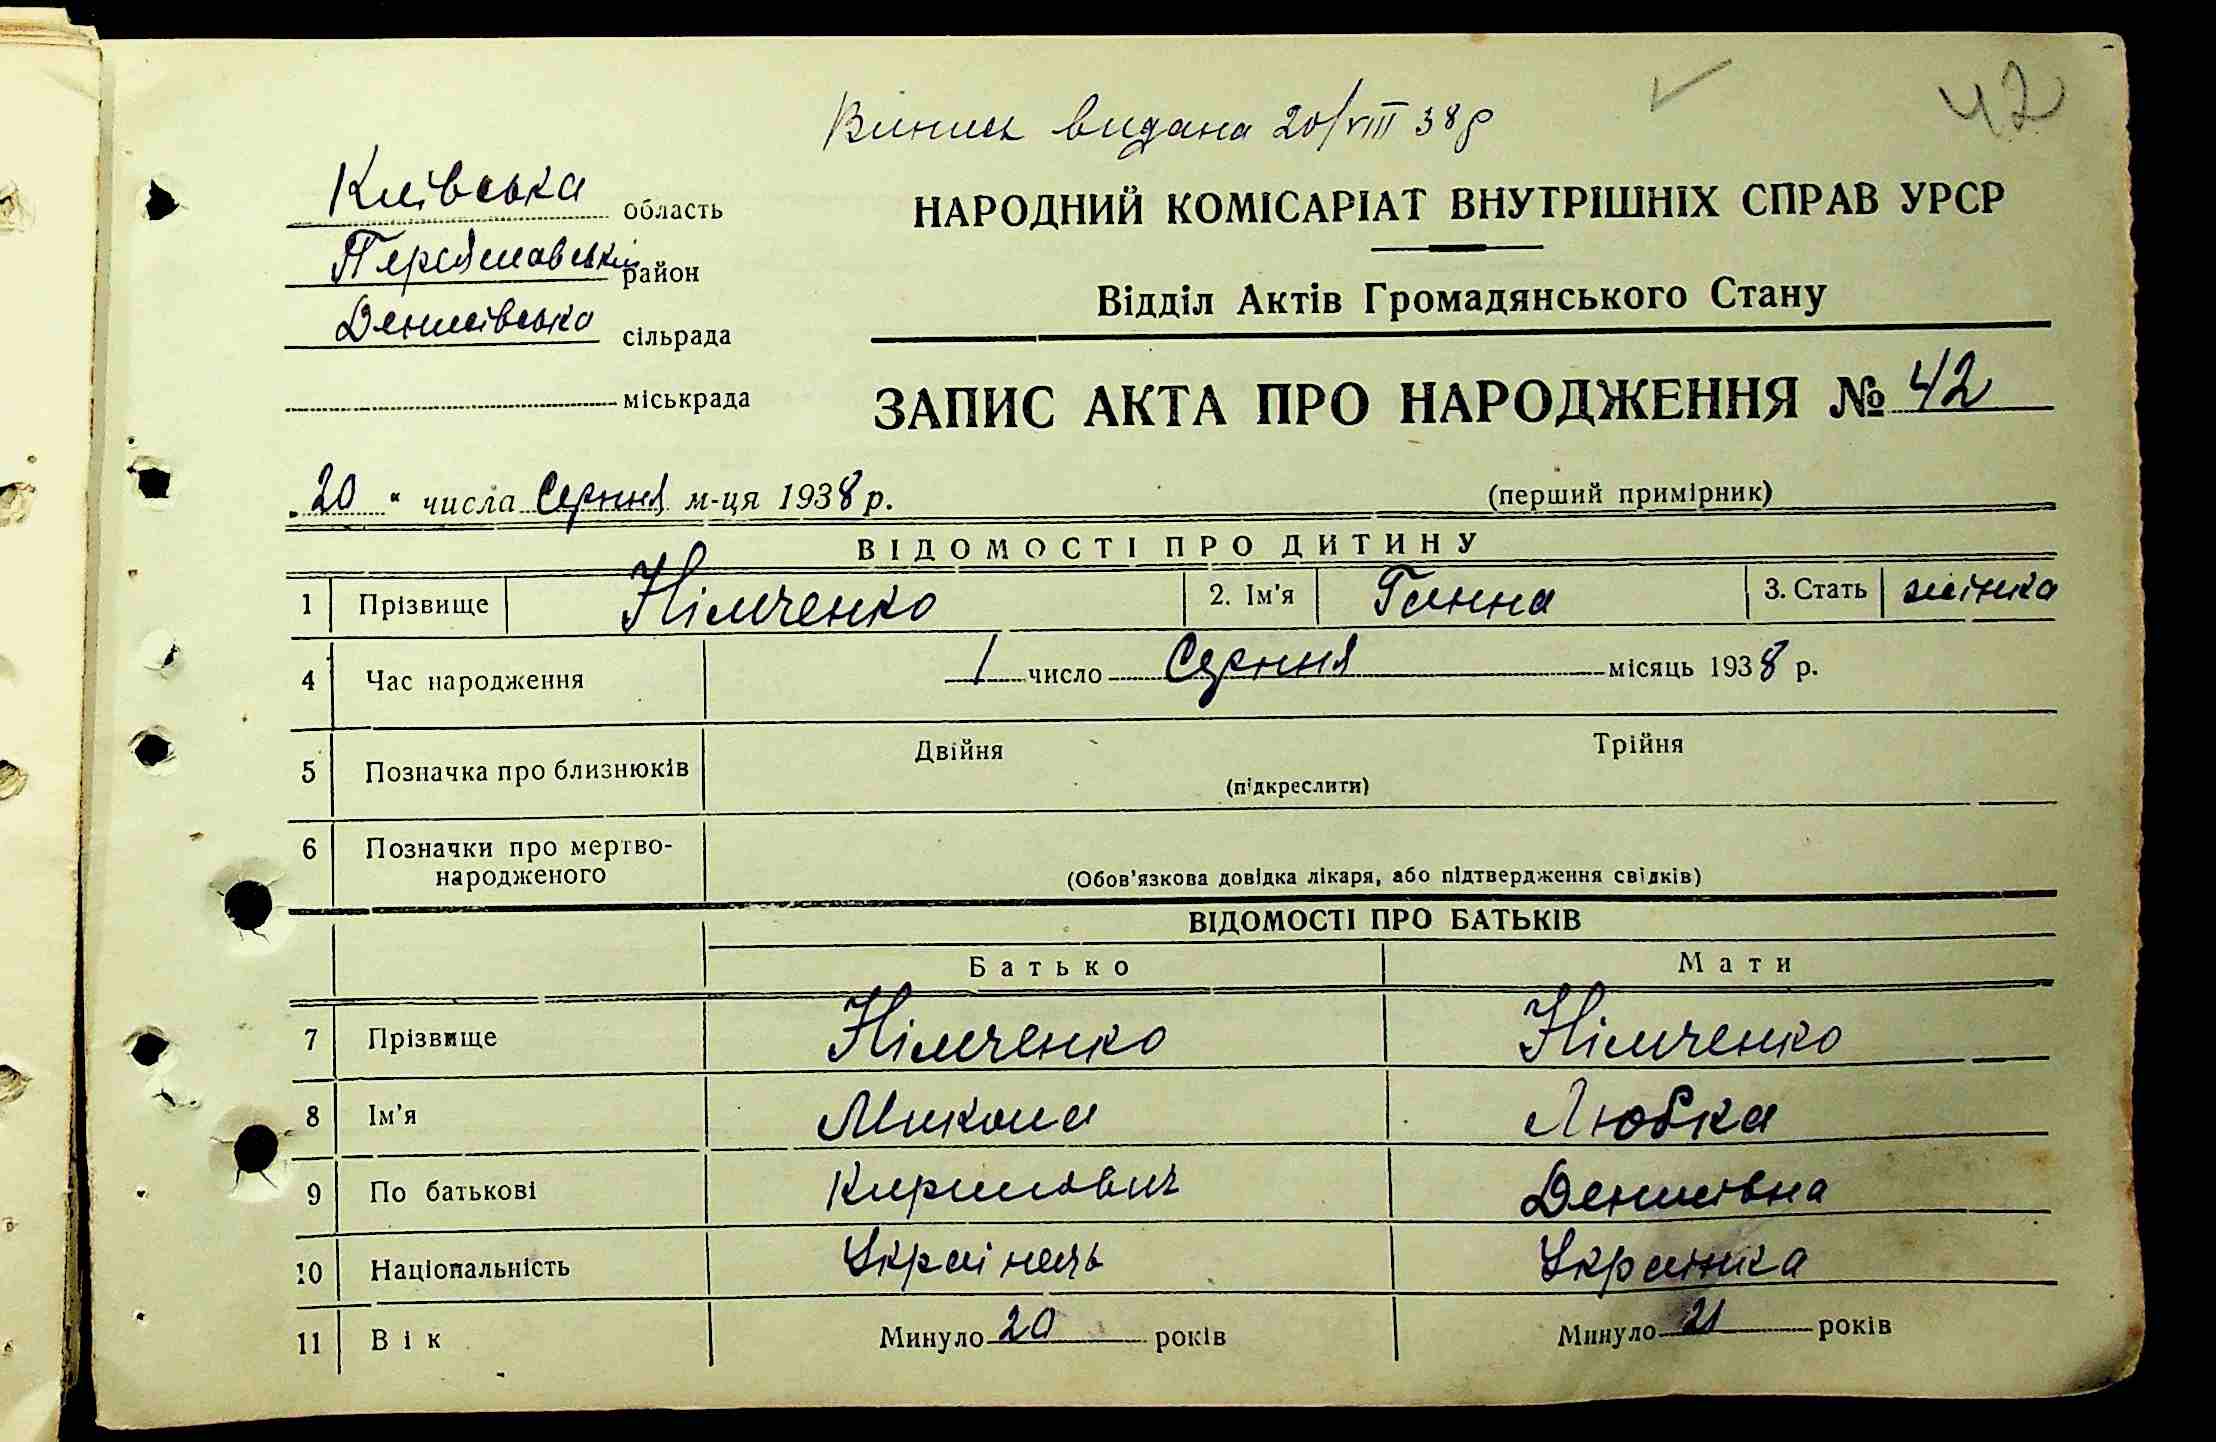 42
Виписк видана 20/VIII 38 р
Київська область
Переяславський район
Денисівська сільрада
міськрада
НАРОДНИЙ КОМІСАРІАТ ВНУТРІШНІХ СПРАВ УРСР
Відділ Актів Громадянського Стану
ЗАПИС АКТА ПРО НАРОДЖЕННЯ № 42
„20“ числа Серпня м-ця 1938 р.
(перший примірник)
ВІДОМОСТІ ПРО ДИТИНУ
1 Прізвище Німченко 2. Ім'я Ганна 3. Стать жінка
4 Час народження 1 число Серпня місяць 1938 р.
5 Позначка про близнюків Двійня Трійня
(підкреслити)
6 Позначки про мертво-
народженого
(Обов'язкова довідка лікаря, або підтвердження свідків)
ВІДОМОСТІ ПРО БАТЬКІВ
Батько Мати
7 Прізвище Німченко Німченко
8 Ім'я Микола Любка
9 По батькові Кирилович Денисівна
10 Національність Українець Українка
11 Вік Минуло 20 років Минуло 21 років